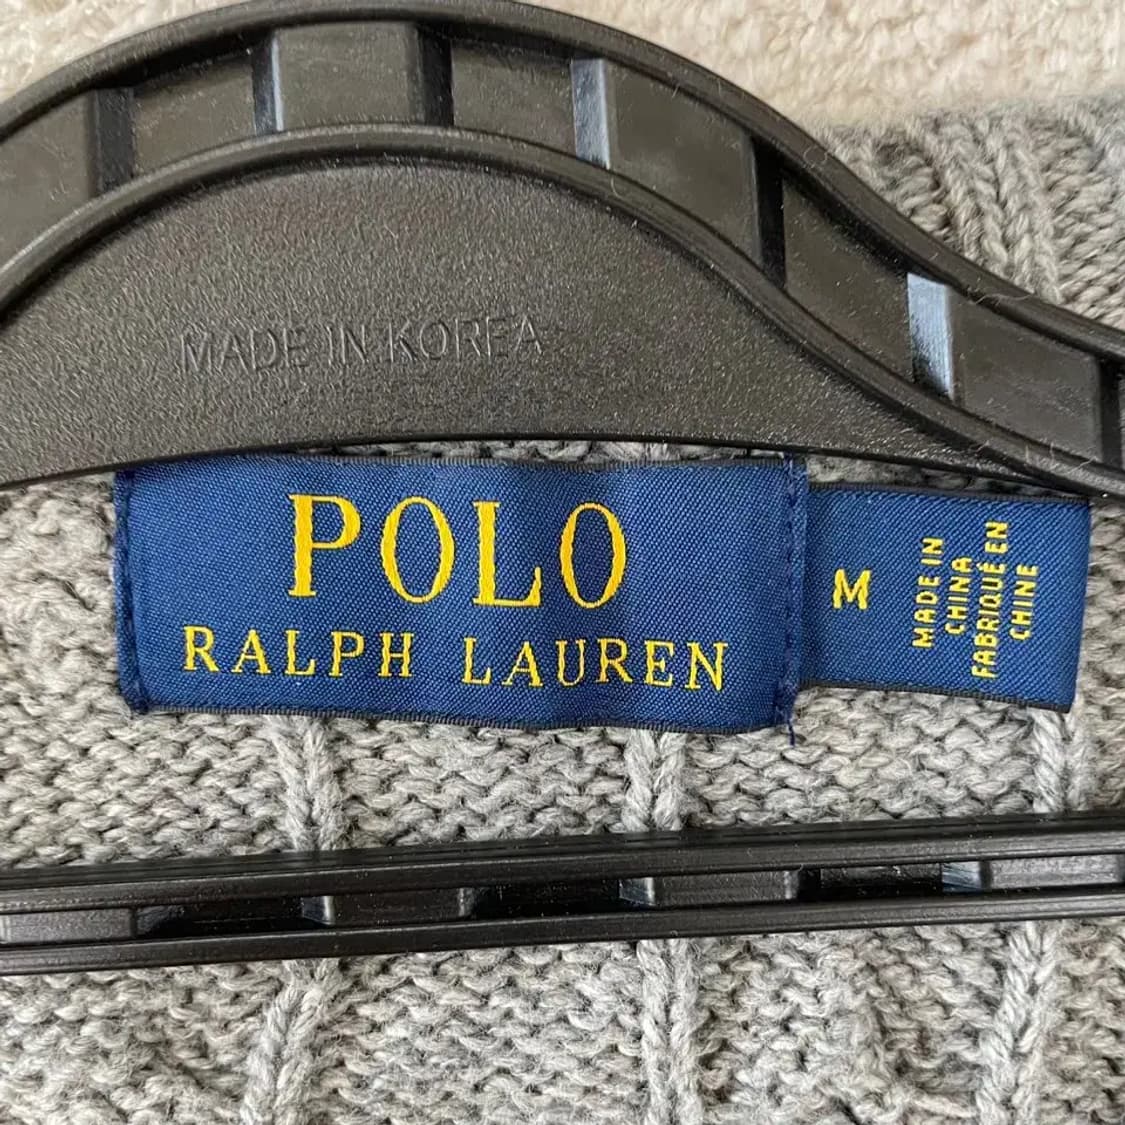 MADE IN KOREA
POLO
RALPH LAUREN
M
MADE IN
CHINA
FABRIQUÉ EN
CHINE